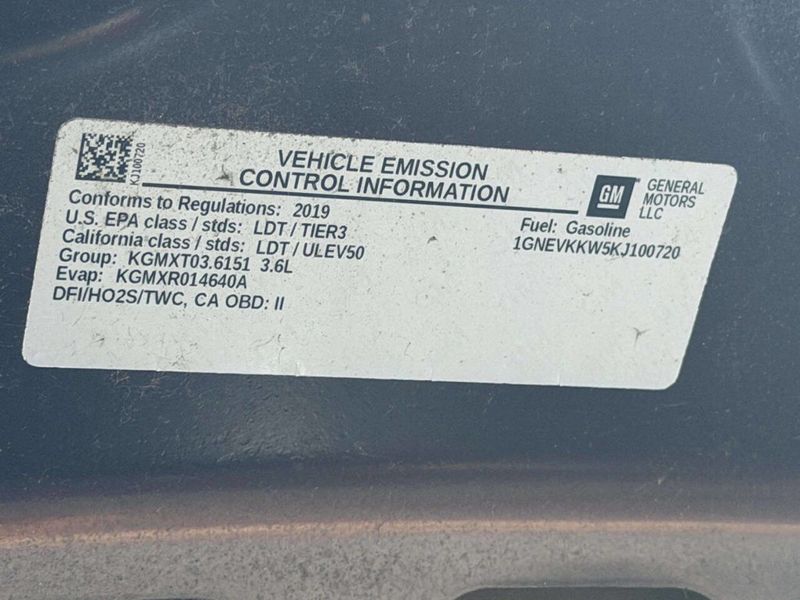 KJ100720
VEHICLE EMISSION
CONTROL INFORMATION
GM
GENERAL
MOTORS
LLC
Conforms to Regulations: 2019
U.S. EPA class / stds: LDT / TIER3
California class / stds: LDT / ULEV50
Group: KGMXT03.6151 3.6L
Evap: KGMXR014640A
DFI/HO2S/TWC, CA OBD: II
Fuel: Gasoline
1GNEVKKW5KJ100720